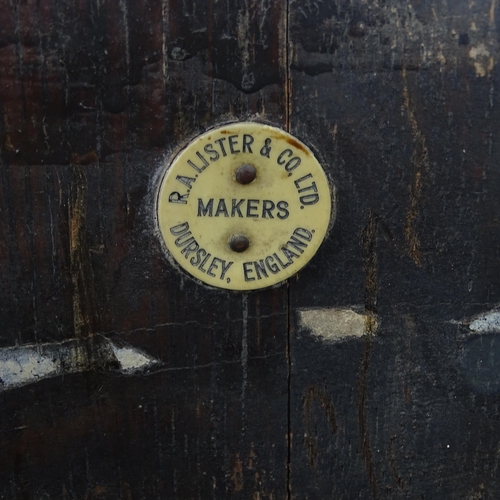 R.A. LISTER & CO. LTD.
MAKERS
DURSLEY, ENGLAND.